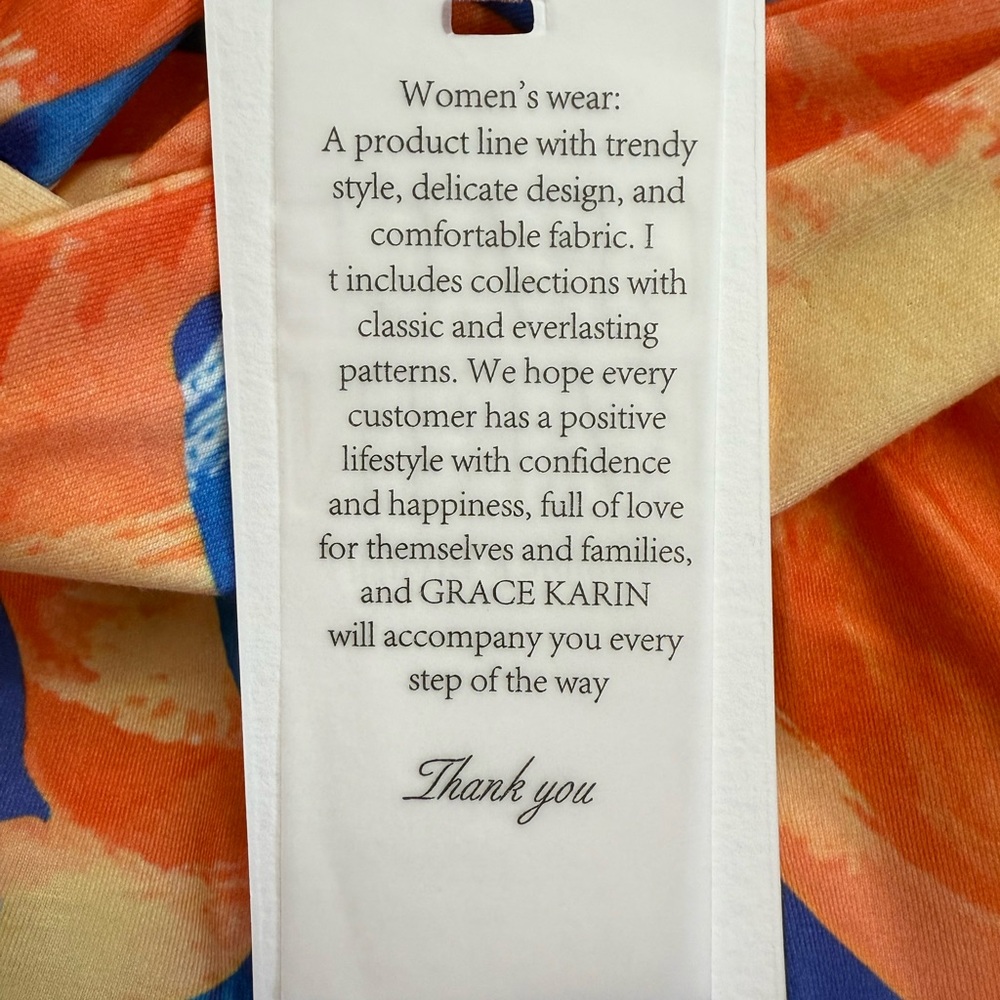 Women’s wear:
A product line with trendy
style, delicate design, and
comfortable fabric. I
t includes collections with
classic and everlasting
patterns. We hope every
customer has a positive
lifestyle with confidence
and happiness, full of love
for themselves and families,
and GRACE KARIN
will accompany you every
step of the way
Thank you